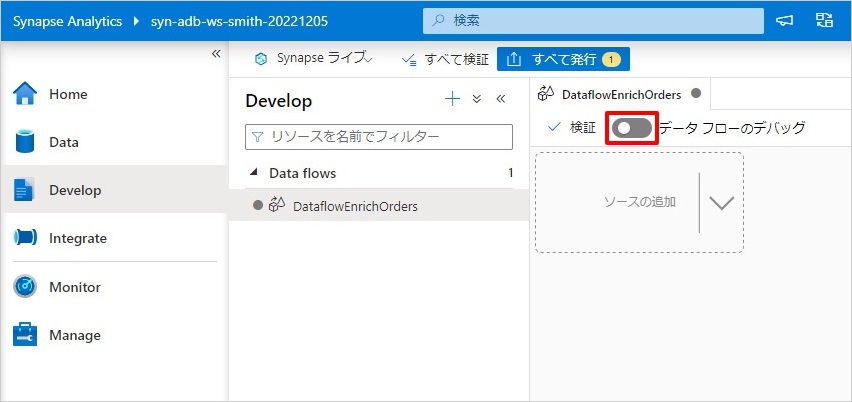 Synapse Analytics ▸ syn-adb-ws-smith-20221205
検索
Synapse ライブ
すべて検証
すべて発行 1
Home
Data
Develop
Integrate
Monitor
Manage
Develop
リソースを名前でフィルター
Data flows 1
DataflowEnrichOrders
DataflowEnrichOrders
検証
データ フローのデバッグ
ソースの追加